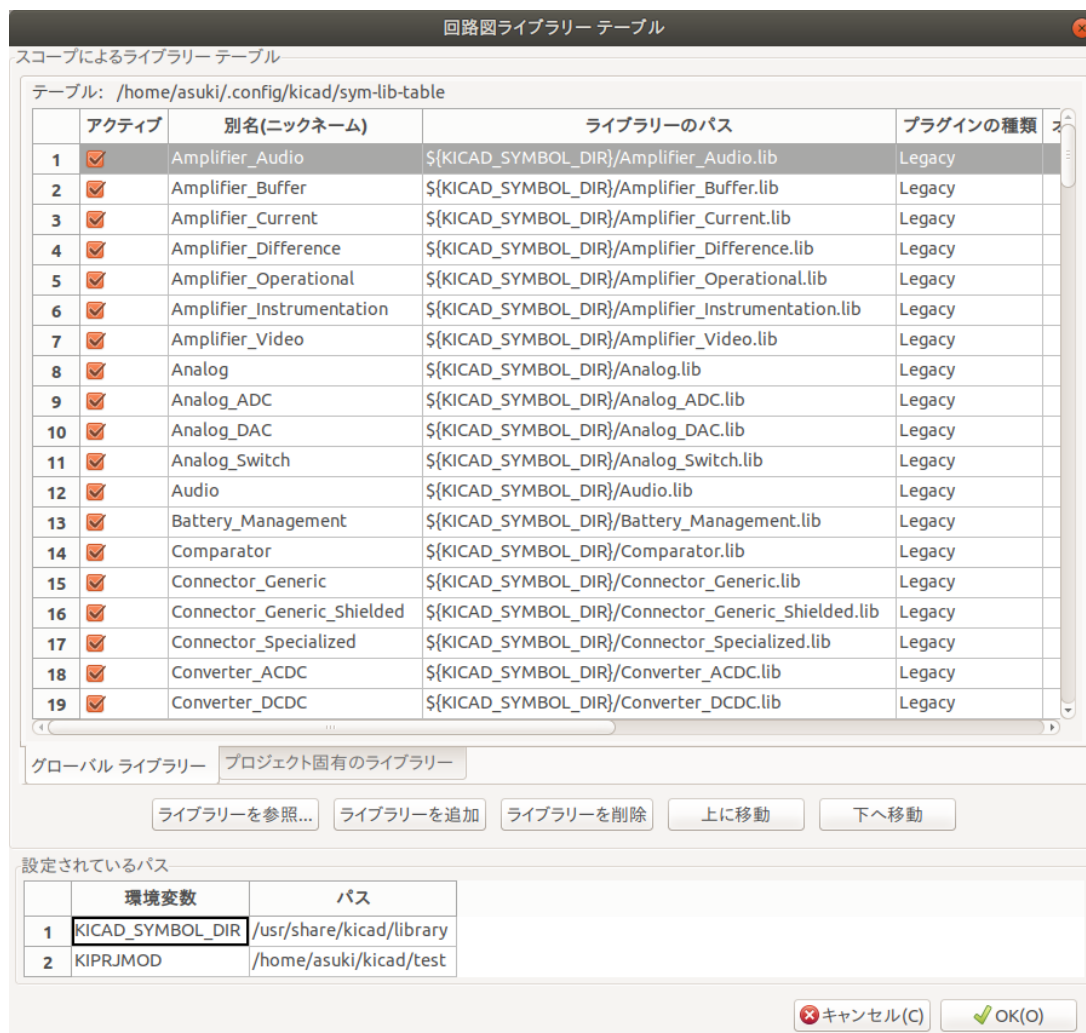 回路図ライブラリー テーブル
スコープによるライブラリー テーブル
テーブル: /home/asuki/.config/kicad/sym-lib-table
アクティブ 別名(ニックネーム) ライブラリーのパス プラグインの種類 オ
1 Amplifier_Audio ${KICAD_SYMBOL_DIR}/Amplifier_Audio.lib Legacy
2 Amplifier_Buffer ${KICAD_SYMBOL_DIR}/Amplifier_Buffer.lib Legacy
3 Amplifier_Current ${KICAD_SYMBOL_DIR}/Amplifier_Current.lib Legacy
4 Amplifier_Difference ${KICAD_SYMBOL_DIR}/Amplifier_Difference.lib Legacy
5 Amplifier_Operational ${KICAD_SYMBOL_DIR}/Amplifier_Operational.lib Legacy
6 Amplifier_Instrumentation ${KICAD_SYMBOL_DIR}/Amplifier_Instrumentation.lib Legacy
7 Amplifier_Video ${KICAD_SYMBOL_DIR}/Amplifier_Video.lib Legacy
8 Analog ${KICAD_SYMBOL_DIR}/Analog.lib Legacy
9 Analog_ADC ${KICAD_SYMBOL_DIR}/Analog_ADC.lib Legacy
10 Analog_DAC ${KICAD_SYMBOL_DIR}/Analog_DAC.lib Legacy
11 Analog_Switch ${KICAD_SYMBOL_DIR}/Analog_Switch.lib Legacy
12 Audio ${KICAD_SYMBOL_DIR}/Audio.lib Legacy
13 Battery_Management ${KICAD_SYMBOL_DIR}/Battery_Management.lib Legacy
14 Comparator ${KICAD_SYMBOL_DIR}/Comparator.lib Legacy
15 Connector_Generic ${KICAD_SYMBOL_DIR}/Connector_Generic.lib Legacy
16 Connector_Generic_Shielded ${KICAD_SYMBOL_DIR}/Connector_Generic_Shielded.lib Legacy
17 Connector_Specialized ${KICAD_SYMBOL_DIR}/Connector_Specialized.lib Legacy
18 Converter_ACDC ${KICAD_SYMBOL_DIR}/Converter_ACDC.lib Legacy
19 Converter_DCDC ${KICAD_SYMBOL_DIR}/Converter_DCDC.lib Legacy
グローバル ライブラリー プロジェクト固有のライブラリー
ライブラリーを参照... ライブラリーを追加 ライブラリーを削除 上に移動 下へ移動
設定されているパス
環境変数 パス
1 KICAD_SYMBOL_DIR /usr/share/kicad/library
2 KIPRJMOD /home/asuki/kicad/test
キャンセル(C) OK(O)